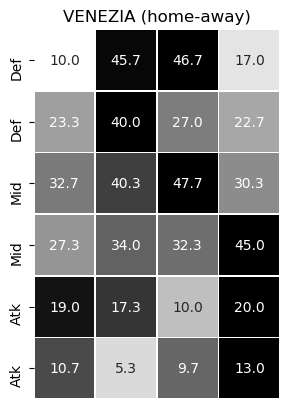 VENEZIA (home-away)
Def 10.0 45.7 46.7 17.0
Def 23.3 40.0 27.0 22.7
Mid 32.7 40.3 47.7 30.3
Mid 27.3 34.0 32.3 45.0
Atk 19.0 17.3 10.0 20.0
Atk 10.7 5.3 9.7 13.0